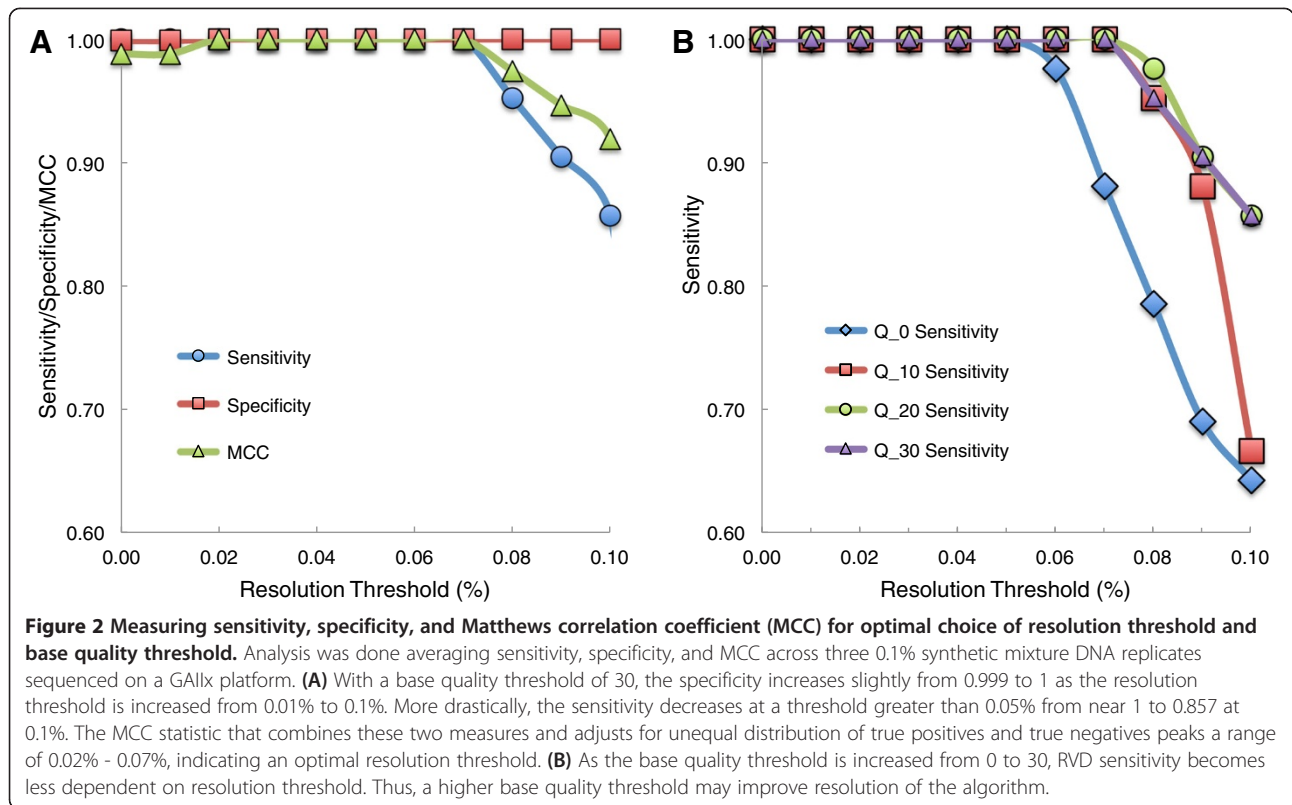 A
1.00
0.90
0.80
0.70
0.60
Sensitivity/Specificity/MCC
Sensitivity
Specificity
MCC
0.00 0.02 0.04 0.06 0.08 0.10
Resolution Threshold (%)
B
1.00
0.90
0.80
0.70
0.60
Sensitivity
Q_0 Sensitivity
Q_10 Sensitivity
Q_20 Sensitivity
Q_30 Sensitivity
0.00 0.02 0.04 0.06 0.08 0.10
Resolution Threshold (%)
Figure 2 Measuring sensitivity, specificity, and Matthews correlation coefficient (MCC) for optimal choice of resolution threshold and
base quality threshold. Analysis was done averaging sensitivity, specificity, and MCC across three 0.1% synthetic mixture DNA replicates
sequenced on a GAIIx platform. (A) With a base quality threshold of 30, the specificity increases slightly from 0.999 to 1 as the resolution
threshold is increased from 0.01% to 0.1%. More drastically, the sensitivity decreases at a threshold greater than 0.05% from near 1 to 0.857 at
0.1%. The MCC statistic that combines these two measures and adjusts for unequal distribution of true positives and true negatives peaks a range
of 0.02% - 0.07%, indicating an optimal resolution threshold. (B) As the base quality threshold is increased from 0 to 30, RVD sensitivity becomes
less dependent on resolution threshold. Thus, a higher base quality threshold may improve resolution of the algorithm.